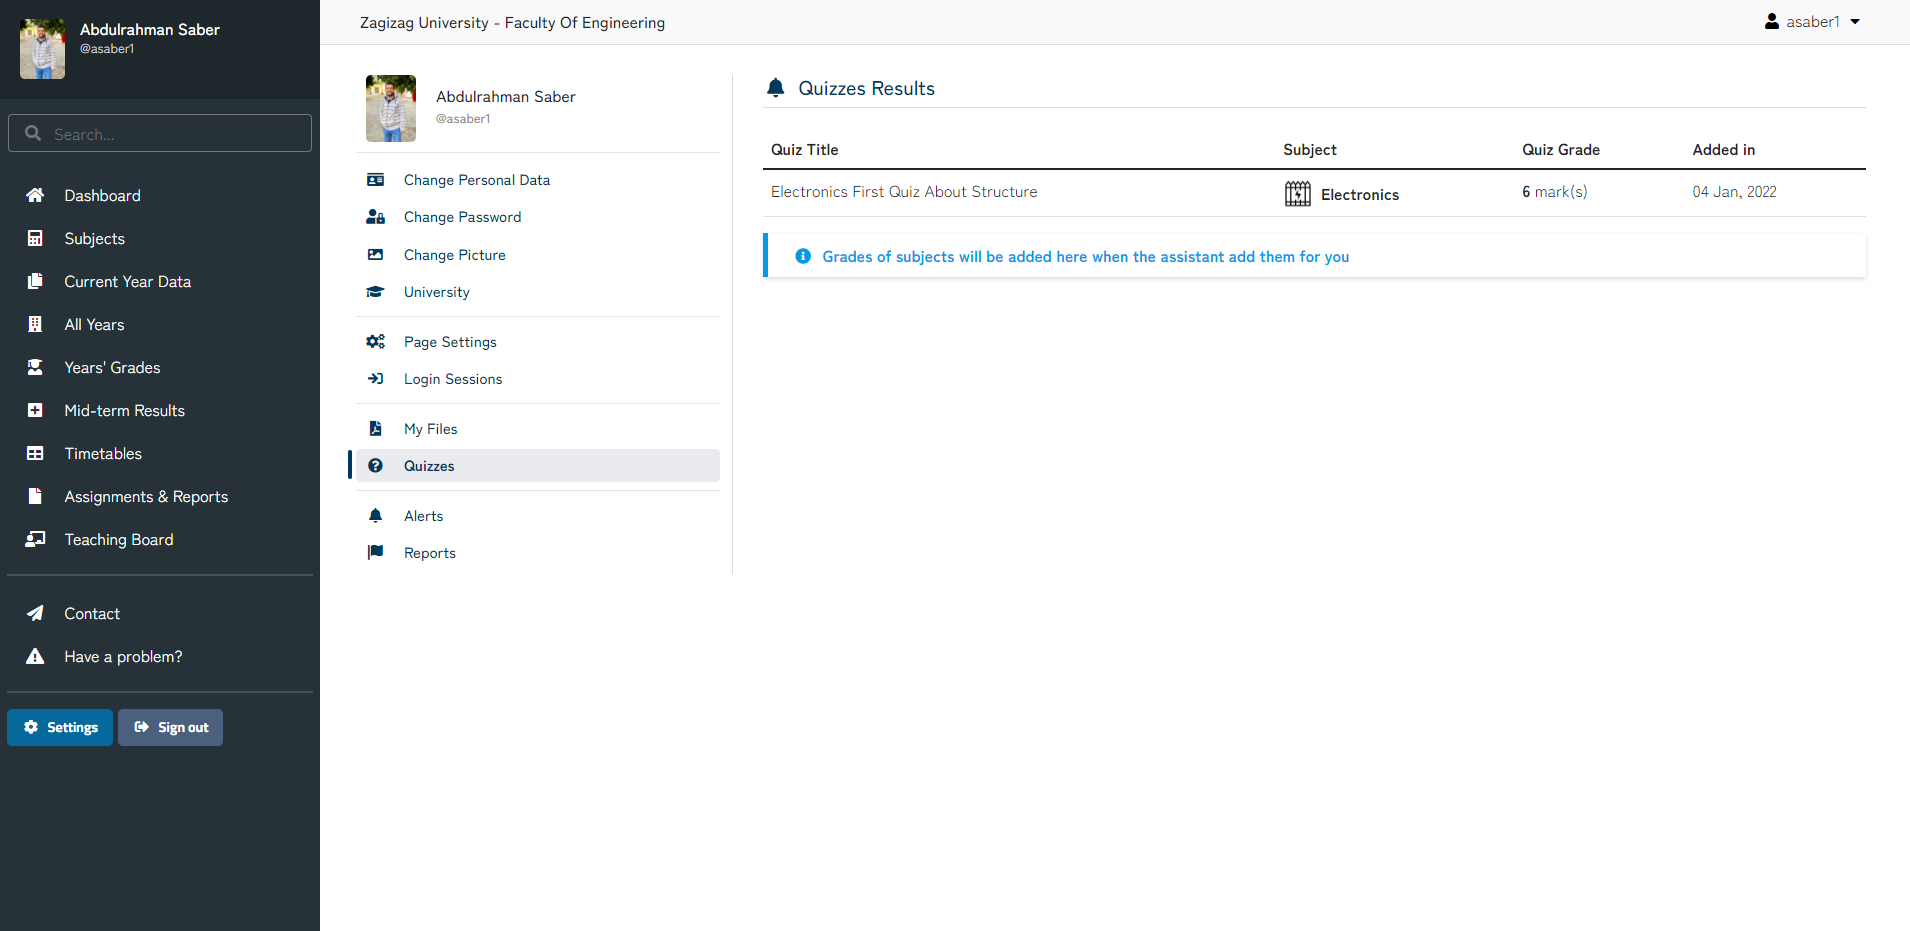 Abdulrahman Saber
@asaber1
Search...
Dashboard
Subjects
Current Year Data
All Years
Years' Grades
Mid-term Results
Timetables
Assignments & Reports
Teaching Board
Contact
Have a problem?
Settings
Sign out
Zagizag University - Faculty Of Engineering
asaber1
Abdulrahman Saber
@asaber1
Change Personal Data
Change Password
Change Picture
University
Page Settings
Login Sessions
My Files
Quizzes
Alerts
Reports
Quizzes Results
Quiz Title Subject Quiz Grade Added in
Electronics First Quiz About Structure Electronics 6 mark(s) 04 Jan, 2022
Grades of subjects will be added here when the assistant add them for you